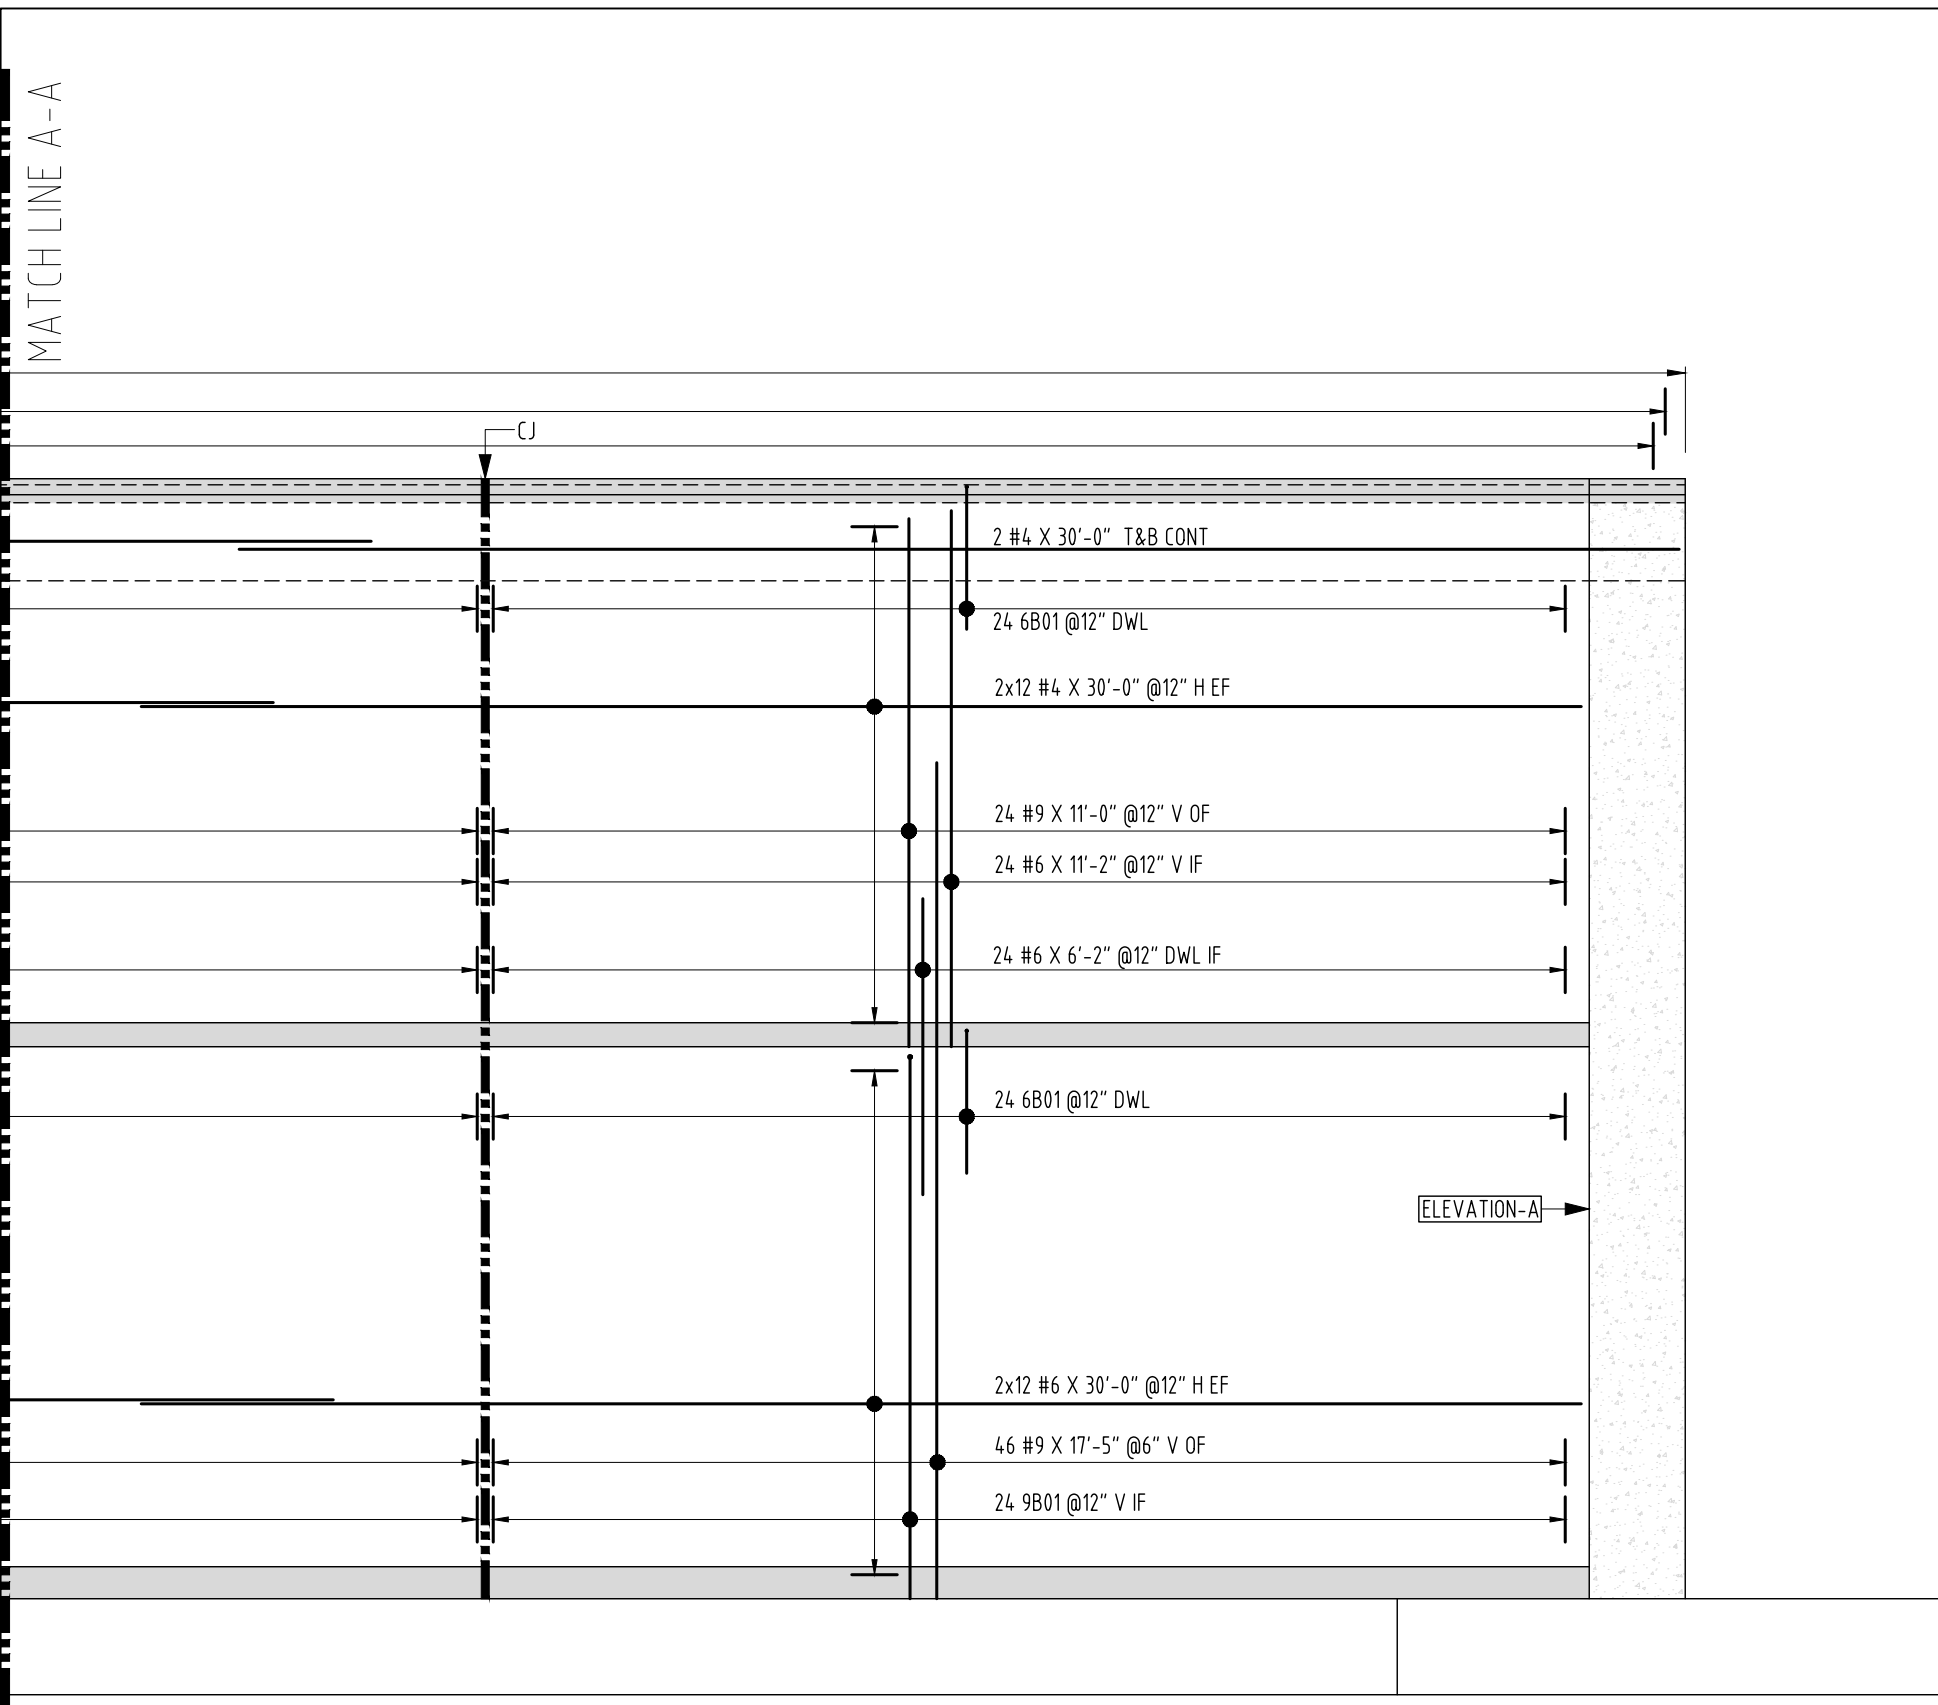 MATCH LINE A-A
CJ
2 #4 X 30'-0" T&B CONT
24 6B01 @12" DWL
2x12 #4 X 30'-0" @12" H EF
24 #9 X 11'-0" @12" V OF
24 #6 X 11'-2" @12" V IF
24 #6 X 6'-2" @12" DWL IF
24 6B01 @12" DWL
ELEVATION-A
2x12 #6 X 30'-0" @12" H EF
46 #9 X 17'-5" @6" V OF
24 9B01 @12" V IF